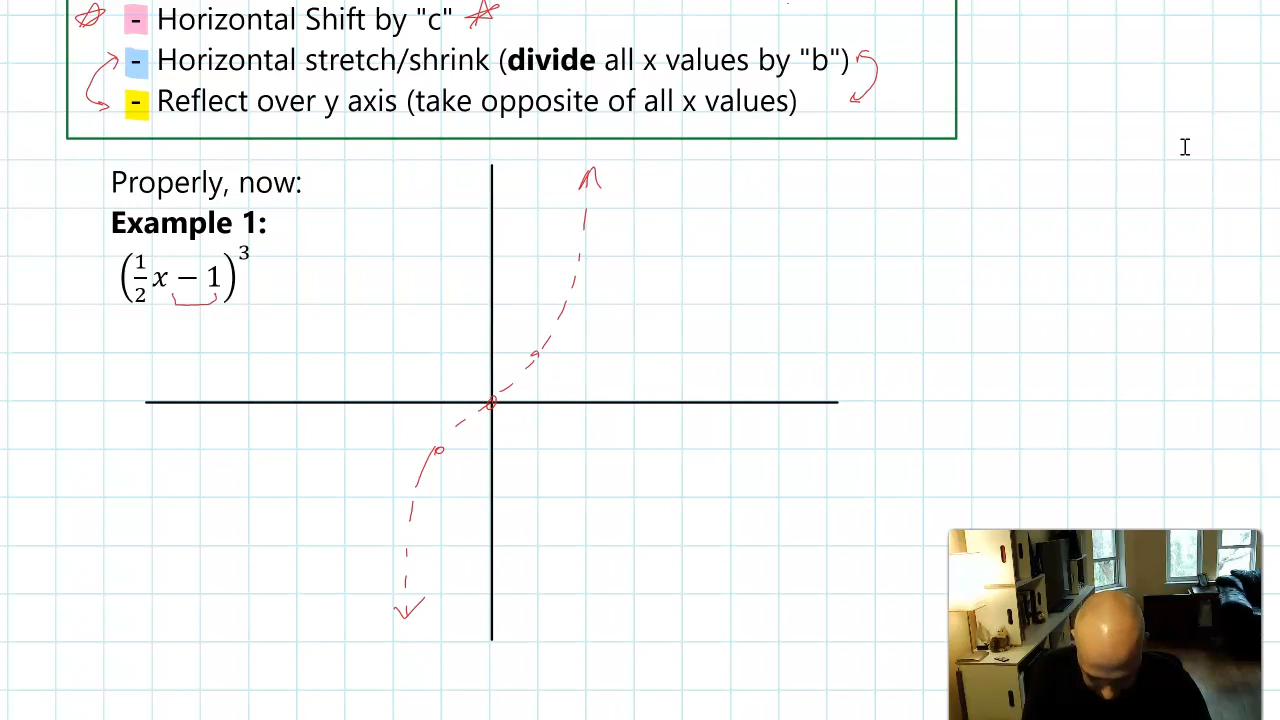 - Horizontal Shift by "c"
- Horizontal stretch/shrink (divide all x values by "b")
- Reflect over y axis (take opposite of all x values)
Properly, now:
Example 1:
(1/2 x − 1)³